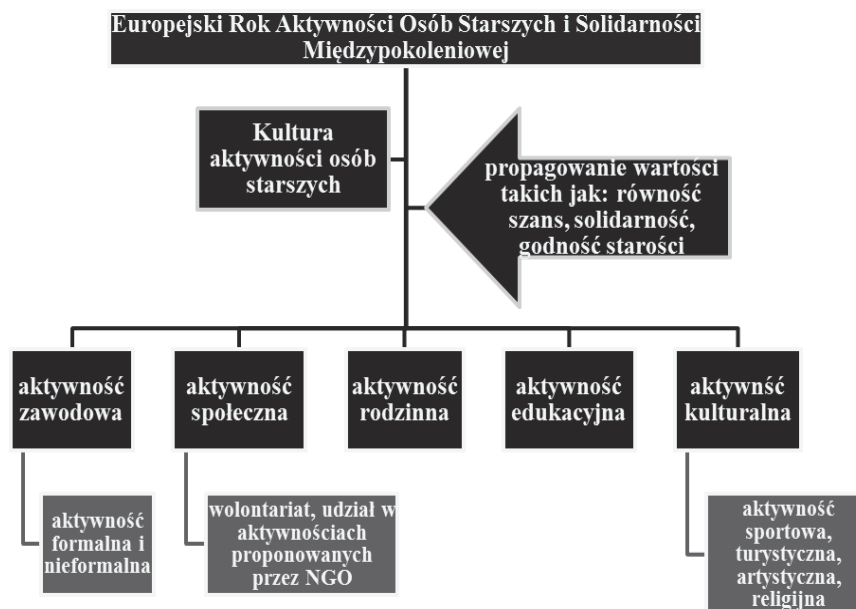 Europejski Rok Aktywności Osób Starszych i Solidarności
Międzypokoleniowej
Kultura
aktywności osób
starszych
propagowanie wartości
takich jak: równość
szans, solidarność,
godność starości
aktywność
zawodowa
aktywność
społeczna
aktywność
rodzinna
aktywność
edukacyjna
aktywnść
kulturalna
aktywność
formalna i
nieformalna
wolontariat, udział w
aktywnościach
proponowanych
przez NGO
aktywność
sportowa,
turystyczna,
artystyczna,
religijna